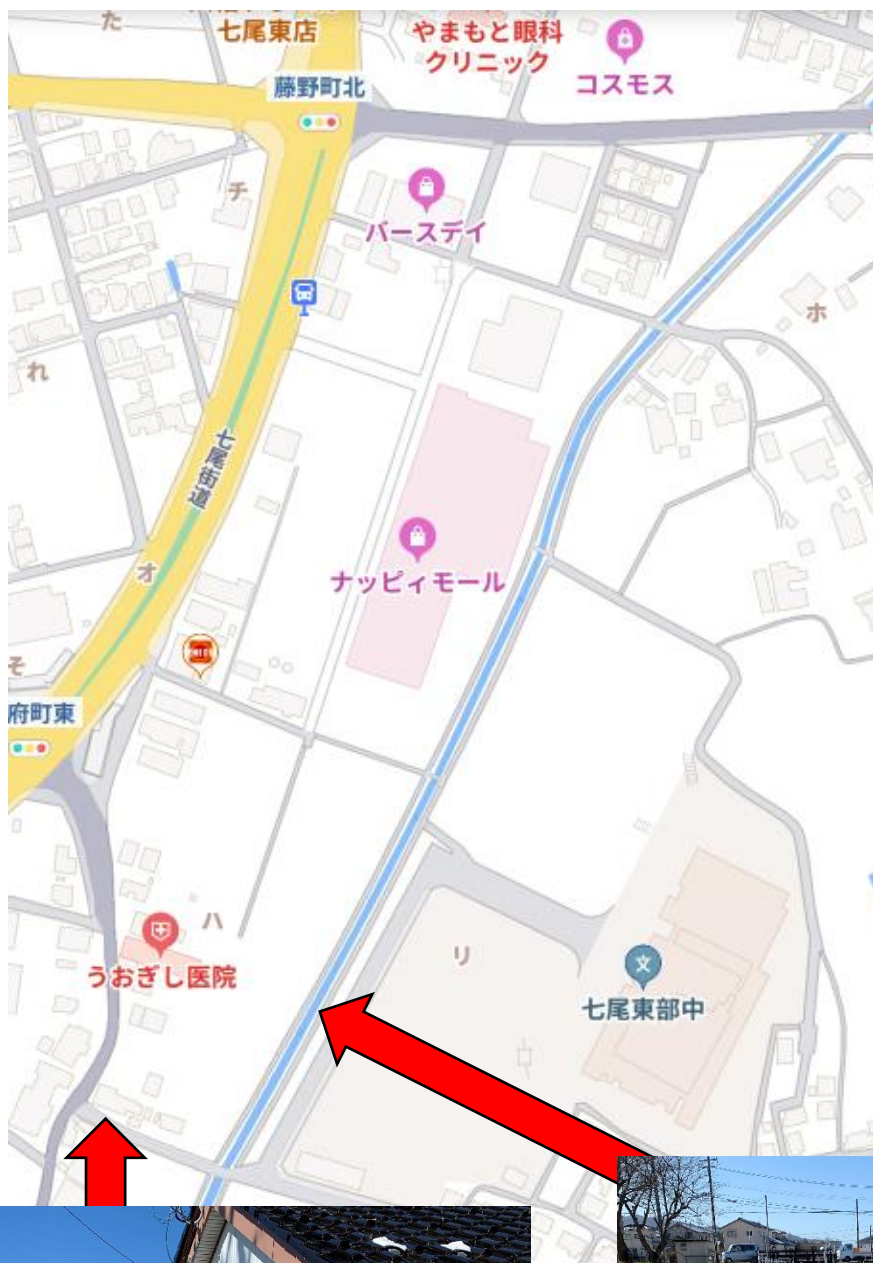 た
七尾東店
やまもと眼科
クリニック
コスモス
藤野町北
チ
バースデイ
ホ
れ
七尾街道
ナッピィモール
オ
そ
府町東
ハ
うおぎし医院
リ
文
七尾東部中